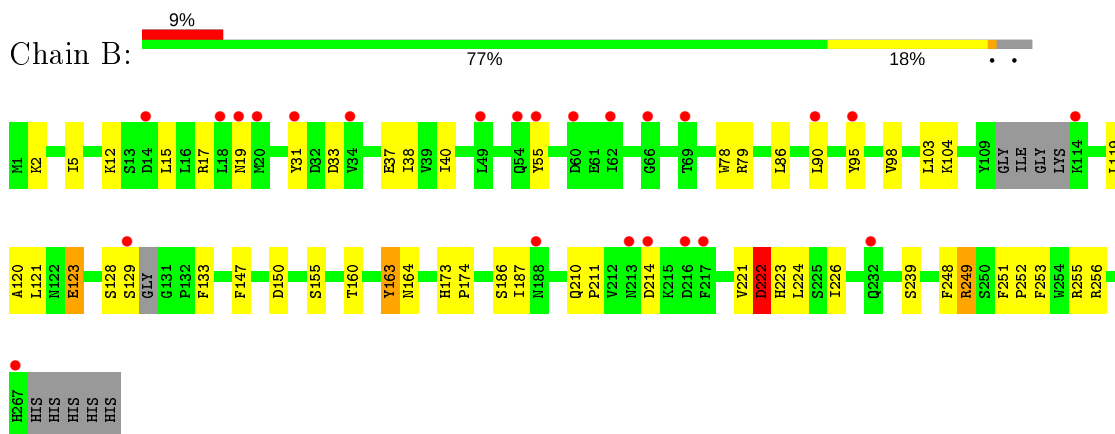 9%
Chain B:
77% 18% • •
M1 K2 I5 K12 S13 D14 L15 L16 R17 L18 N19 M20 Y31 D32 D33 V34 E37 I38 V39 I40 L49 Q54 Y55 D60 E61 I62 G66 T69 W78 R79 L86 L90 Y95 V98 L103 K104 Y109 GLY ILE GLY LYS K114 L119
A120 L121 N122 E123 S128 S129 GLY G131 P132 F133 F147 D150 S155 T160 Y163 N164 H173 P174 S186 I187 N188 Q210 P211 V212 N213 D214 K215 D216 F217 V221 D222 H223 L224 S225 I226 Q232 S239 F248 R249 S250 F251 P252 F253 W254 R255 R256
H267 HIS HIS HIS HIS HIS